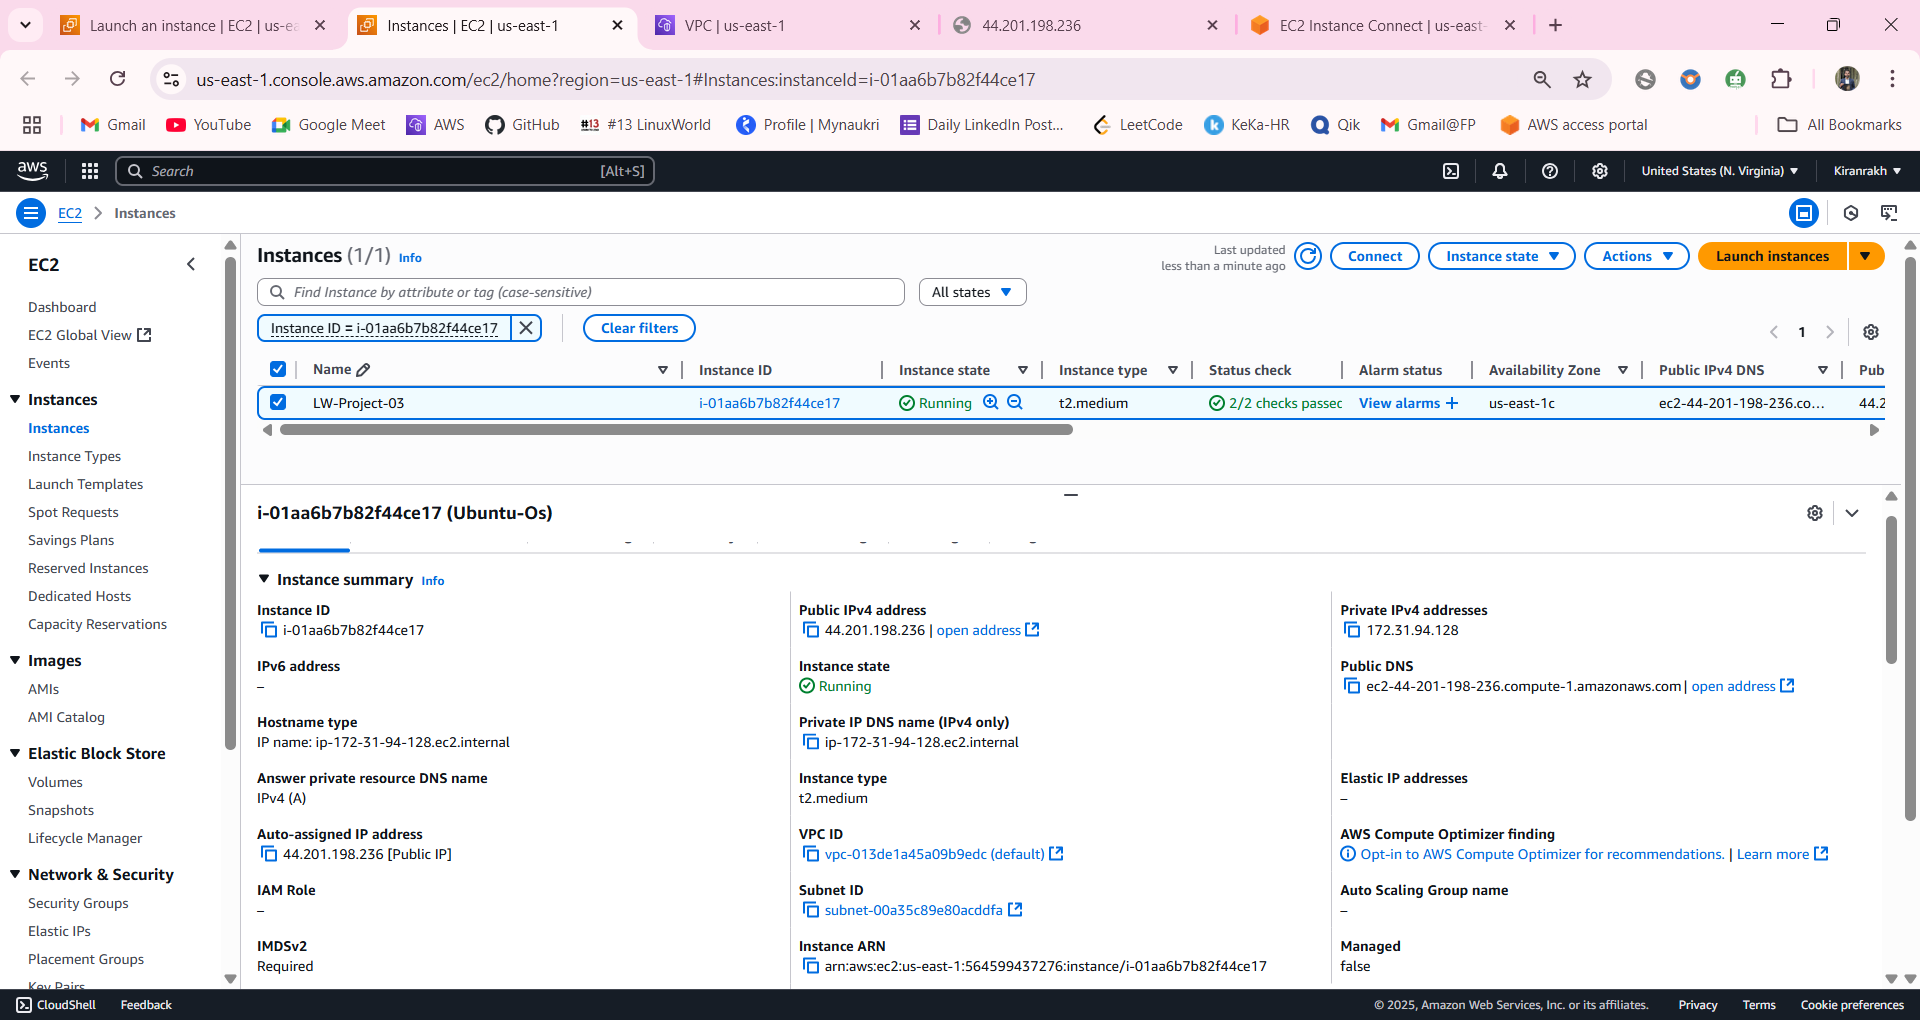 Launch an instance | EC2 | us-ea
Instances | EC2 | us-east-1
VPC | us-east-1
44.201.198.236
EC2 Instance Connect | us-east-
us-east-1.console.aws.amazon.com/ec2/home?region=us-east-1#Instances:instanceId=i-01aa6b7b82f44ce17
Gmail
YouTube
Google Meet
AWS
GitHub
#13 LinuxWorld
Profile | Mynaukri
Daily LinkedIn Post...
LeetCode
KeKa-HR
Qik
Gmail@FP
AWS access portal
All Bookmarks
aws
Search
[Alt+S]
United States (N. Virginia)
Kiranrakh
EC2
Instances
EC2
Dashboard
EC2 Global View
Events
Instances
Instances
Instance Types
Launch Templates
Spot Requests
Savings Plans
Reserved Instances
Dedicated Hosts
Capacity Reservations
Images
AMIs
AMI Catalog
Elastic Block Store
Volumes
Snapshots
Lifecycle Manager
Network & Security
Security Groups
Elastic IPs
Placement Groups
Key Pairs
Instances (1/1) Info
Last updated
less than a minute ago
Connect
Instance state
Actions
Launch instances
Find Instance by attribute or tag (case-sensitive)
All states
Instance ID = i-01aa6b7b82f44ce17
Clear filters
1
Name
Instance ID
Instance state
Instance type
Status check
Alarm status
Availability Zone
Public IPv4 DNS
Pub
LW-Project-03
i-01aa6b7b82f44ce17
Running
t2.medium
2/2 checks passec
View alarms +
us-east-1c
ec2-44-201-198-236.co...
44.2
i-01aa6b7b82f44ce17 (Ubuntu-Os)
Instance summary Info
Instance ID
i-01aa6b7b82f44ce17
Public IPv4 address
44.201.198.236 | open address
Private IPv4 addresses
172.31.94.128
IPv6 address
–
Instance state
Running
Public DNS
ec2-44-201-198-236.compute-1.amazonaws.com | open address
Hostname type
IP name: ip-172-31-94-128.ec2.internal
Private IP DNS name (IPv4 only)
ip-172-31-94-128.ec2.internal
Answer private resource DNS name
IPv4 (A)
Instance type
t2.medium
Elastic IP addresses
–
Auto-assigned IP address
44.201.198.236 [Public IP]
VPC ID
vpc-013de1a45a09b9edc (default)
AWS Compute Optimizer finding
Opt-in to AWS Compute Optimizer for recommendations. | Learn more
IAM Role
–
Subnet ID
subnet-00a35c89e80acddfa
Auto Scaling Group name
–
IMDSv2
Required
Instance ARN
arn:aws:ec2:us-east-1:564599437276:instance/i-01aa6b7b82f44ce17
Managed
false
CloudShell
Feedback
© 2025, Amazon Web Services, Inc. or its affiliates.
Privacy
Terms
Cookie preferences